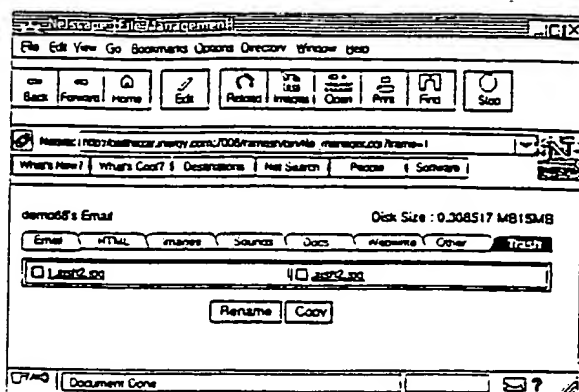 Netscape: [File Management]
File Edit View Go Bookmarks Options Directory Window Help
Back Forward Home Edit Reload Images Open Print Find Stop
What's New? What's Cool? Destinations Net Search People Software
demo68's Email Disk Size : 0.308517 MB15MB
Email HTML Images Sounds Docs Webwrite Other Trash
Rename Copy
Document Done